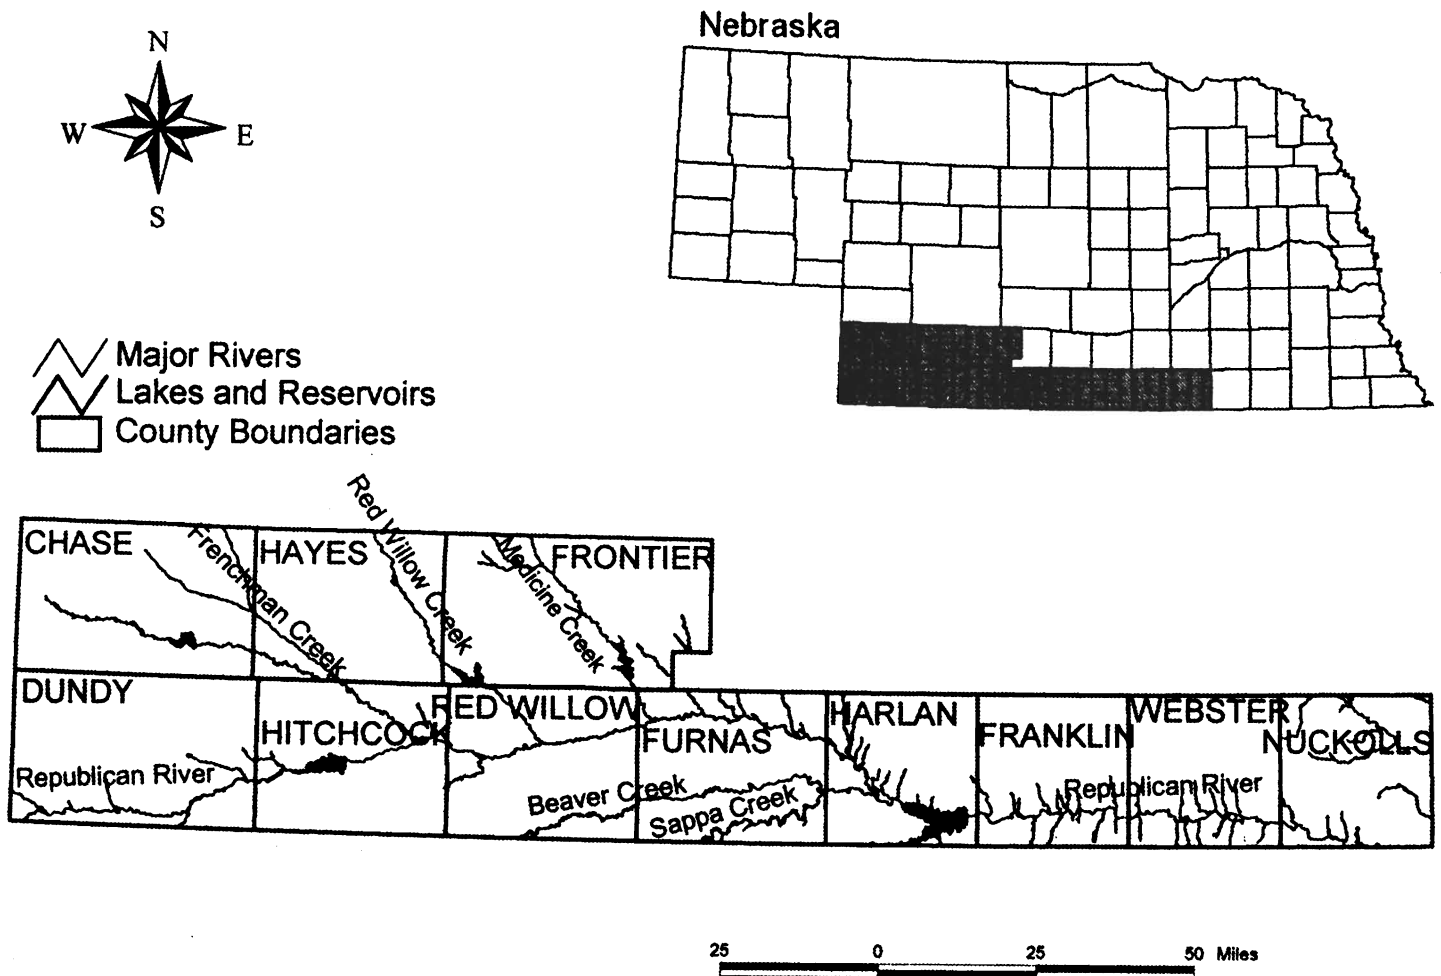 Nebraska
N
W E
S
Major Rivers
Lakes and Reservoirs
County Boundaries
Red Willow Creek
CHASE
Frenchman Creek
HAYES
Medicine Creek
FRONTIER
DUNDY
HITCHCOCK
RED WILLOW
FURNAS
HARLAN
FRANKLIN
WEBSTER
NUCKOLLS
Republican River
Beaver Creek
Sappa Creek
Republican River
25 0 25 50 Miles